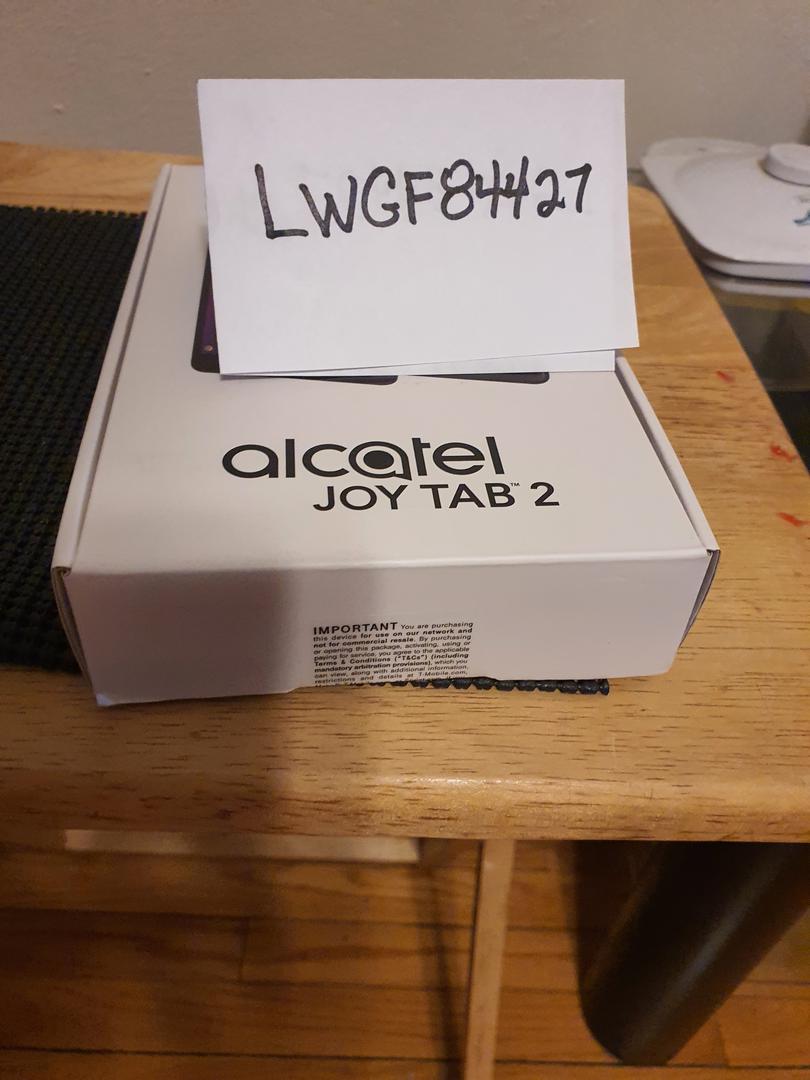 LWGF84427
alcatel
JOY TAB™ 2
IMPORTANT You are purchasing
this device for use on our network and
not for commercial resale. By purchasing
or opening this package, activating, using or
paying for service, you agree to the applicable
Terms & Conditions ("T&Cs") (including
mandatory arbitration provisions), which you
can view, along with additional information,
restrictions and details at T-Mobile.com,